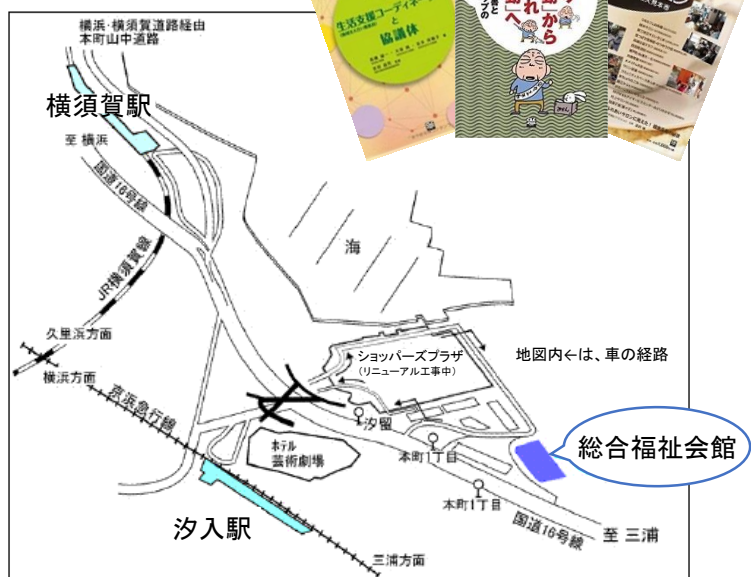 横浜・横須賀道路経由
本町山中道路
生活支援コーディネーター
と
協議体
から
へ
横須賀駅
至 横浜
国道16号線
JR横須賀線
海
久里浜方面
横浜方面
京浜急行線
ショッパーズプラザ
(リニューアル工事中)
地図内←は、車の経路
汐留
ホテル
芸術劇場
本町1丁目
総合福祉会館
本町1丁目
汐入駅
国道16号線
至 三浦
三浦方面